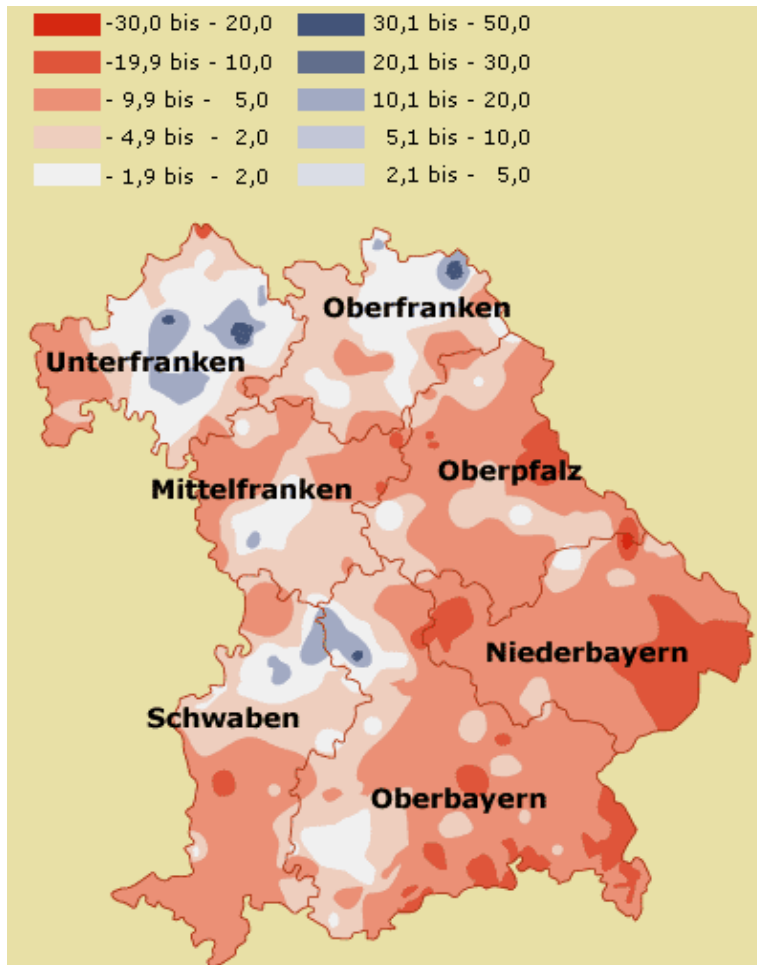 -30,0 bis - 20,0 30,1 bis - 50,0
-19,9 bis - 10,0 20,1 bis - 30,0
- 9,9 bis - 5,0 10,1 bis - 20,0
- 4,9 bis - 2,0 5,1 bis - 10,0
- 1,9 bis - 2,0 2,1 bis - 5,0
Oberfranken
Unterfranken
Oberpfalz
Mittelfranken
Niederbayern
Schwaben
Oberbayern